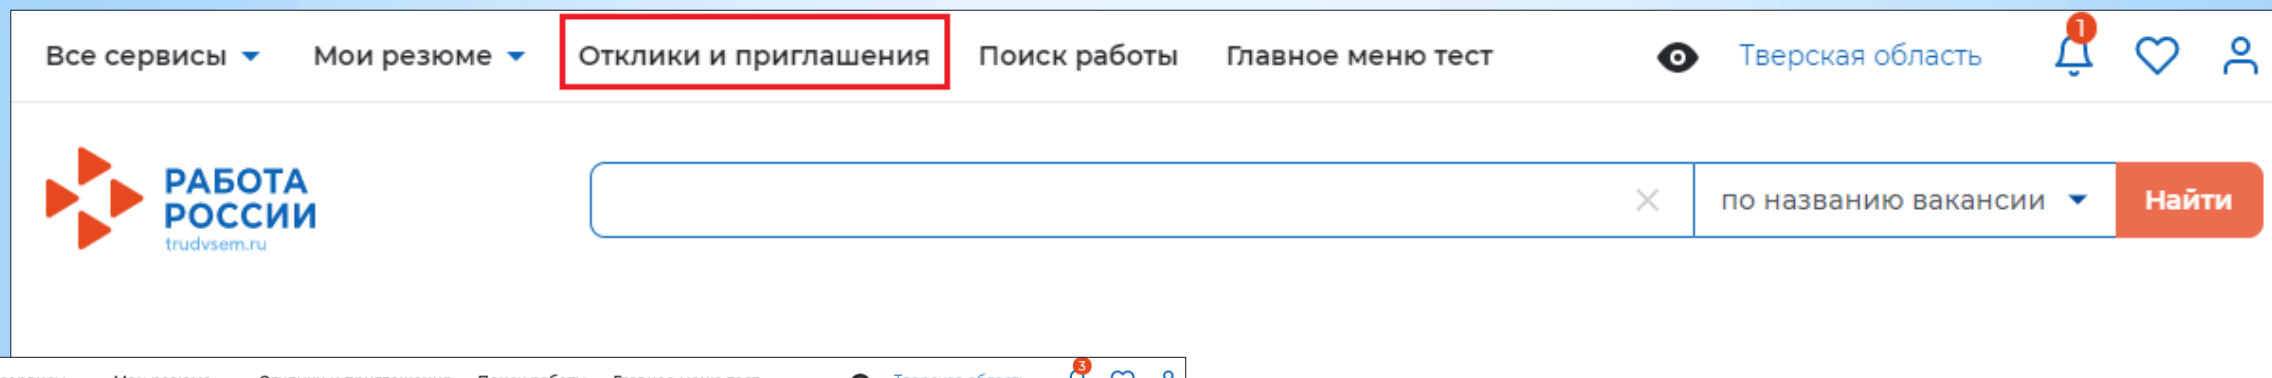 Все сервисы Мои резюме Отклики и приглашения Поиск работы Главное меню тест Тверская область 1
РАБОТА
РОССИИ
trudvsem.ru
по названию вакансии Найти
3